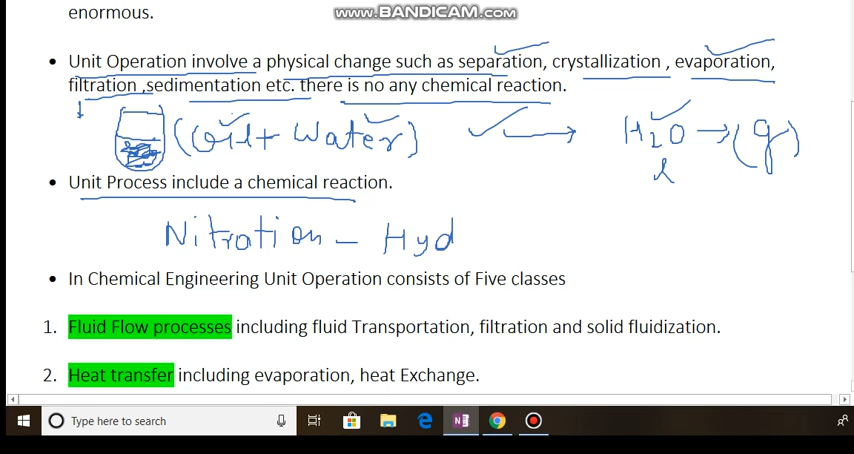 www.BANDICAM.com
enormous.
• Unit Operation involve a physical change such as separation, crystallization , evaporation,
filtration ,sedimentation etc. there is no any chemical reaction.
(Oil + Water) → H2O → (g)
l
• Unit Process include a chemical reaction.
Nitration - Hyd
• In Chemical Engineering Unit Operation consists of Five classes
1. Fluid Flow processes including fluid Transportation, filtration and solid fluidization.
2. Heat transfer including evaporation, heat Exchange.
Type here to search